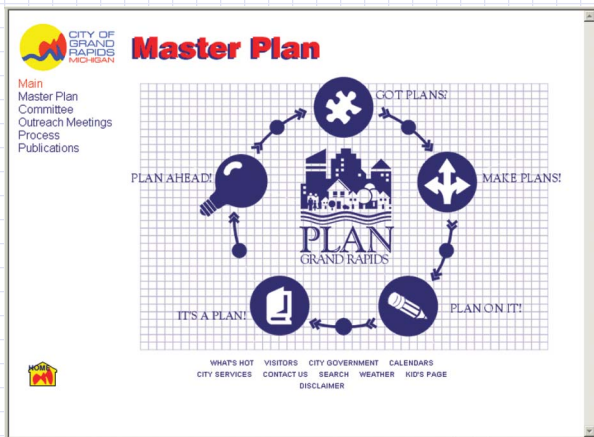 CITY OF
GRAND
RAPIDS
MICHIGAN
Master Plan
Main
Master Plan
Committee
Outreach Meetings
Process
Publications
GOT PLANS?
PLAN AHEAD!
MAKE PLANS!
PLAN
GRAND RAPIDS
IT'S A PLAN!
PLAN ON IT!
HOME
WHAT'S HOT VISITORS CITY GOVERNMENT CALENDARS
CITY SERVICES CONTACT US SEARCH WEATHER KID'S PAGE
DISCLAIMER